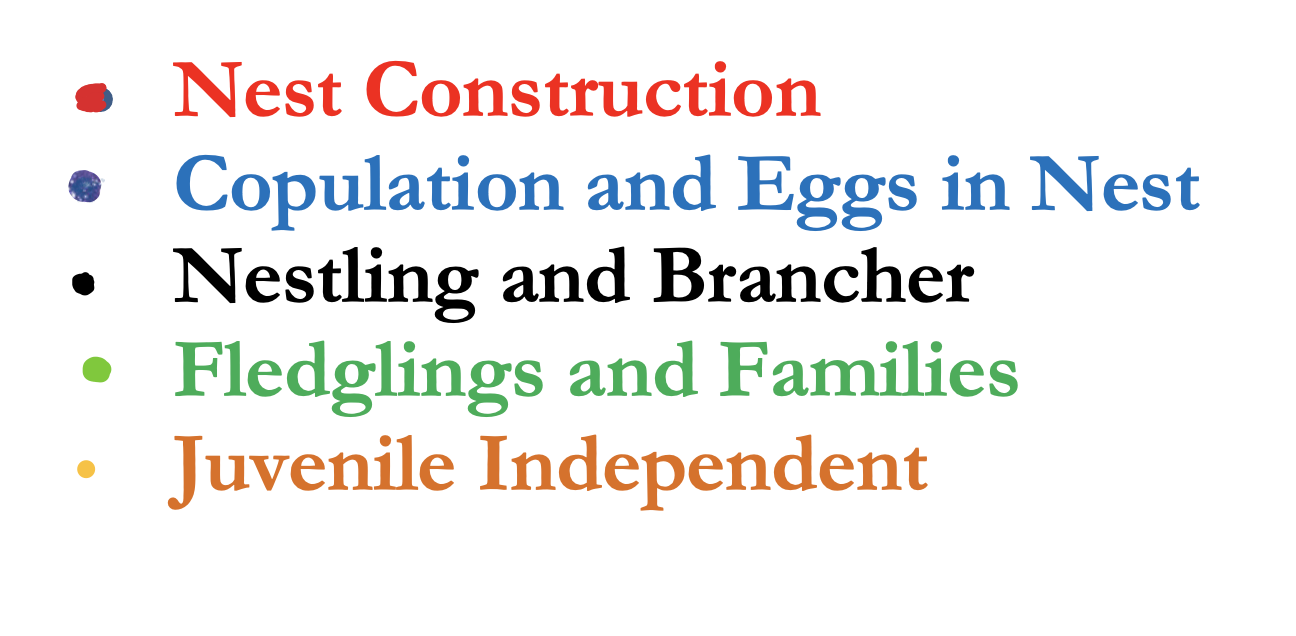 Nest Construction
Copulation and Eggs in Nest
Nestling and Brancher
Fledglings and Families
Juvenile Independent